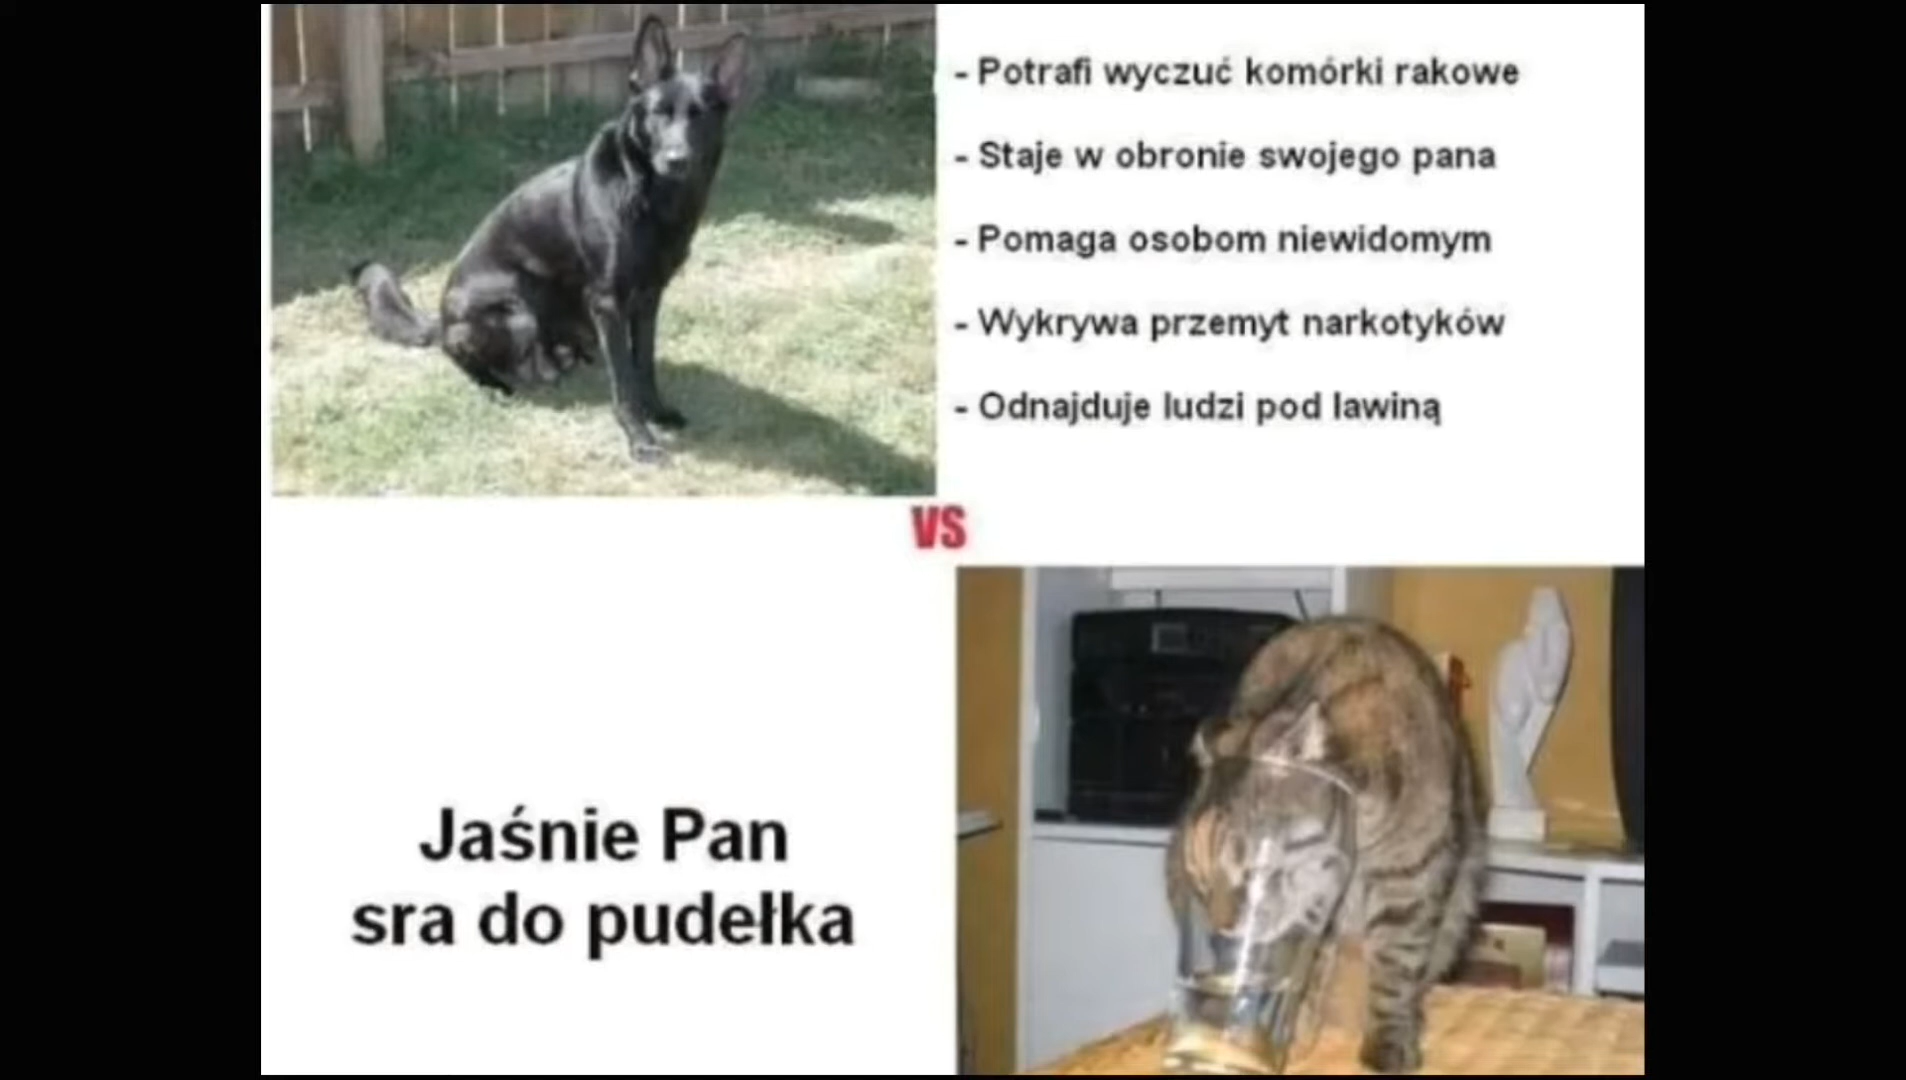 - Potrafi wyczuć komórki rakowe
- Staje w obronie swojego pana
- Pomaga osobom niewidomym
- Wykrywa przemyt narkotyków
- Odnajduje ludzi pod lawiną
VS
Jaśnie Pan
sra do pudełka